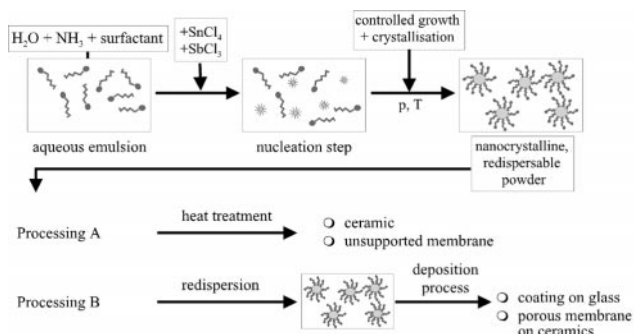 H₂O + NH₃ + surfactant
+SnCl₄
+SbCl₃
controlled growth
+ crystallisation
p, T
aqueous emulsion
nucleation step
nanocrystalline,
redispersable
powder
Processing A
heat treatment
ceramic
unsupported membrane
Processing B
redispersion
deposition
process
coating on glass
porous membrane
on ceramics